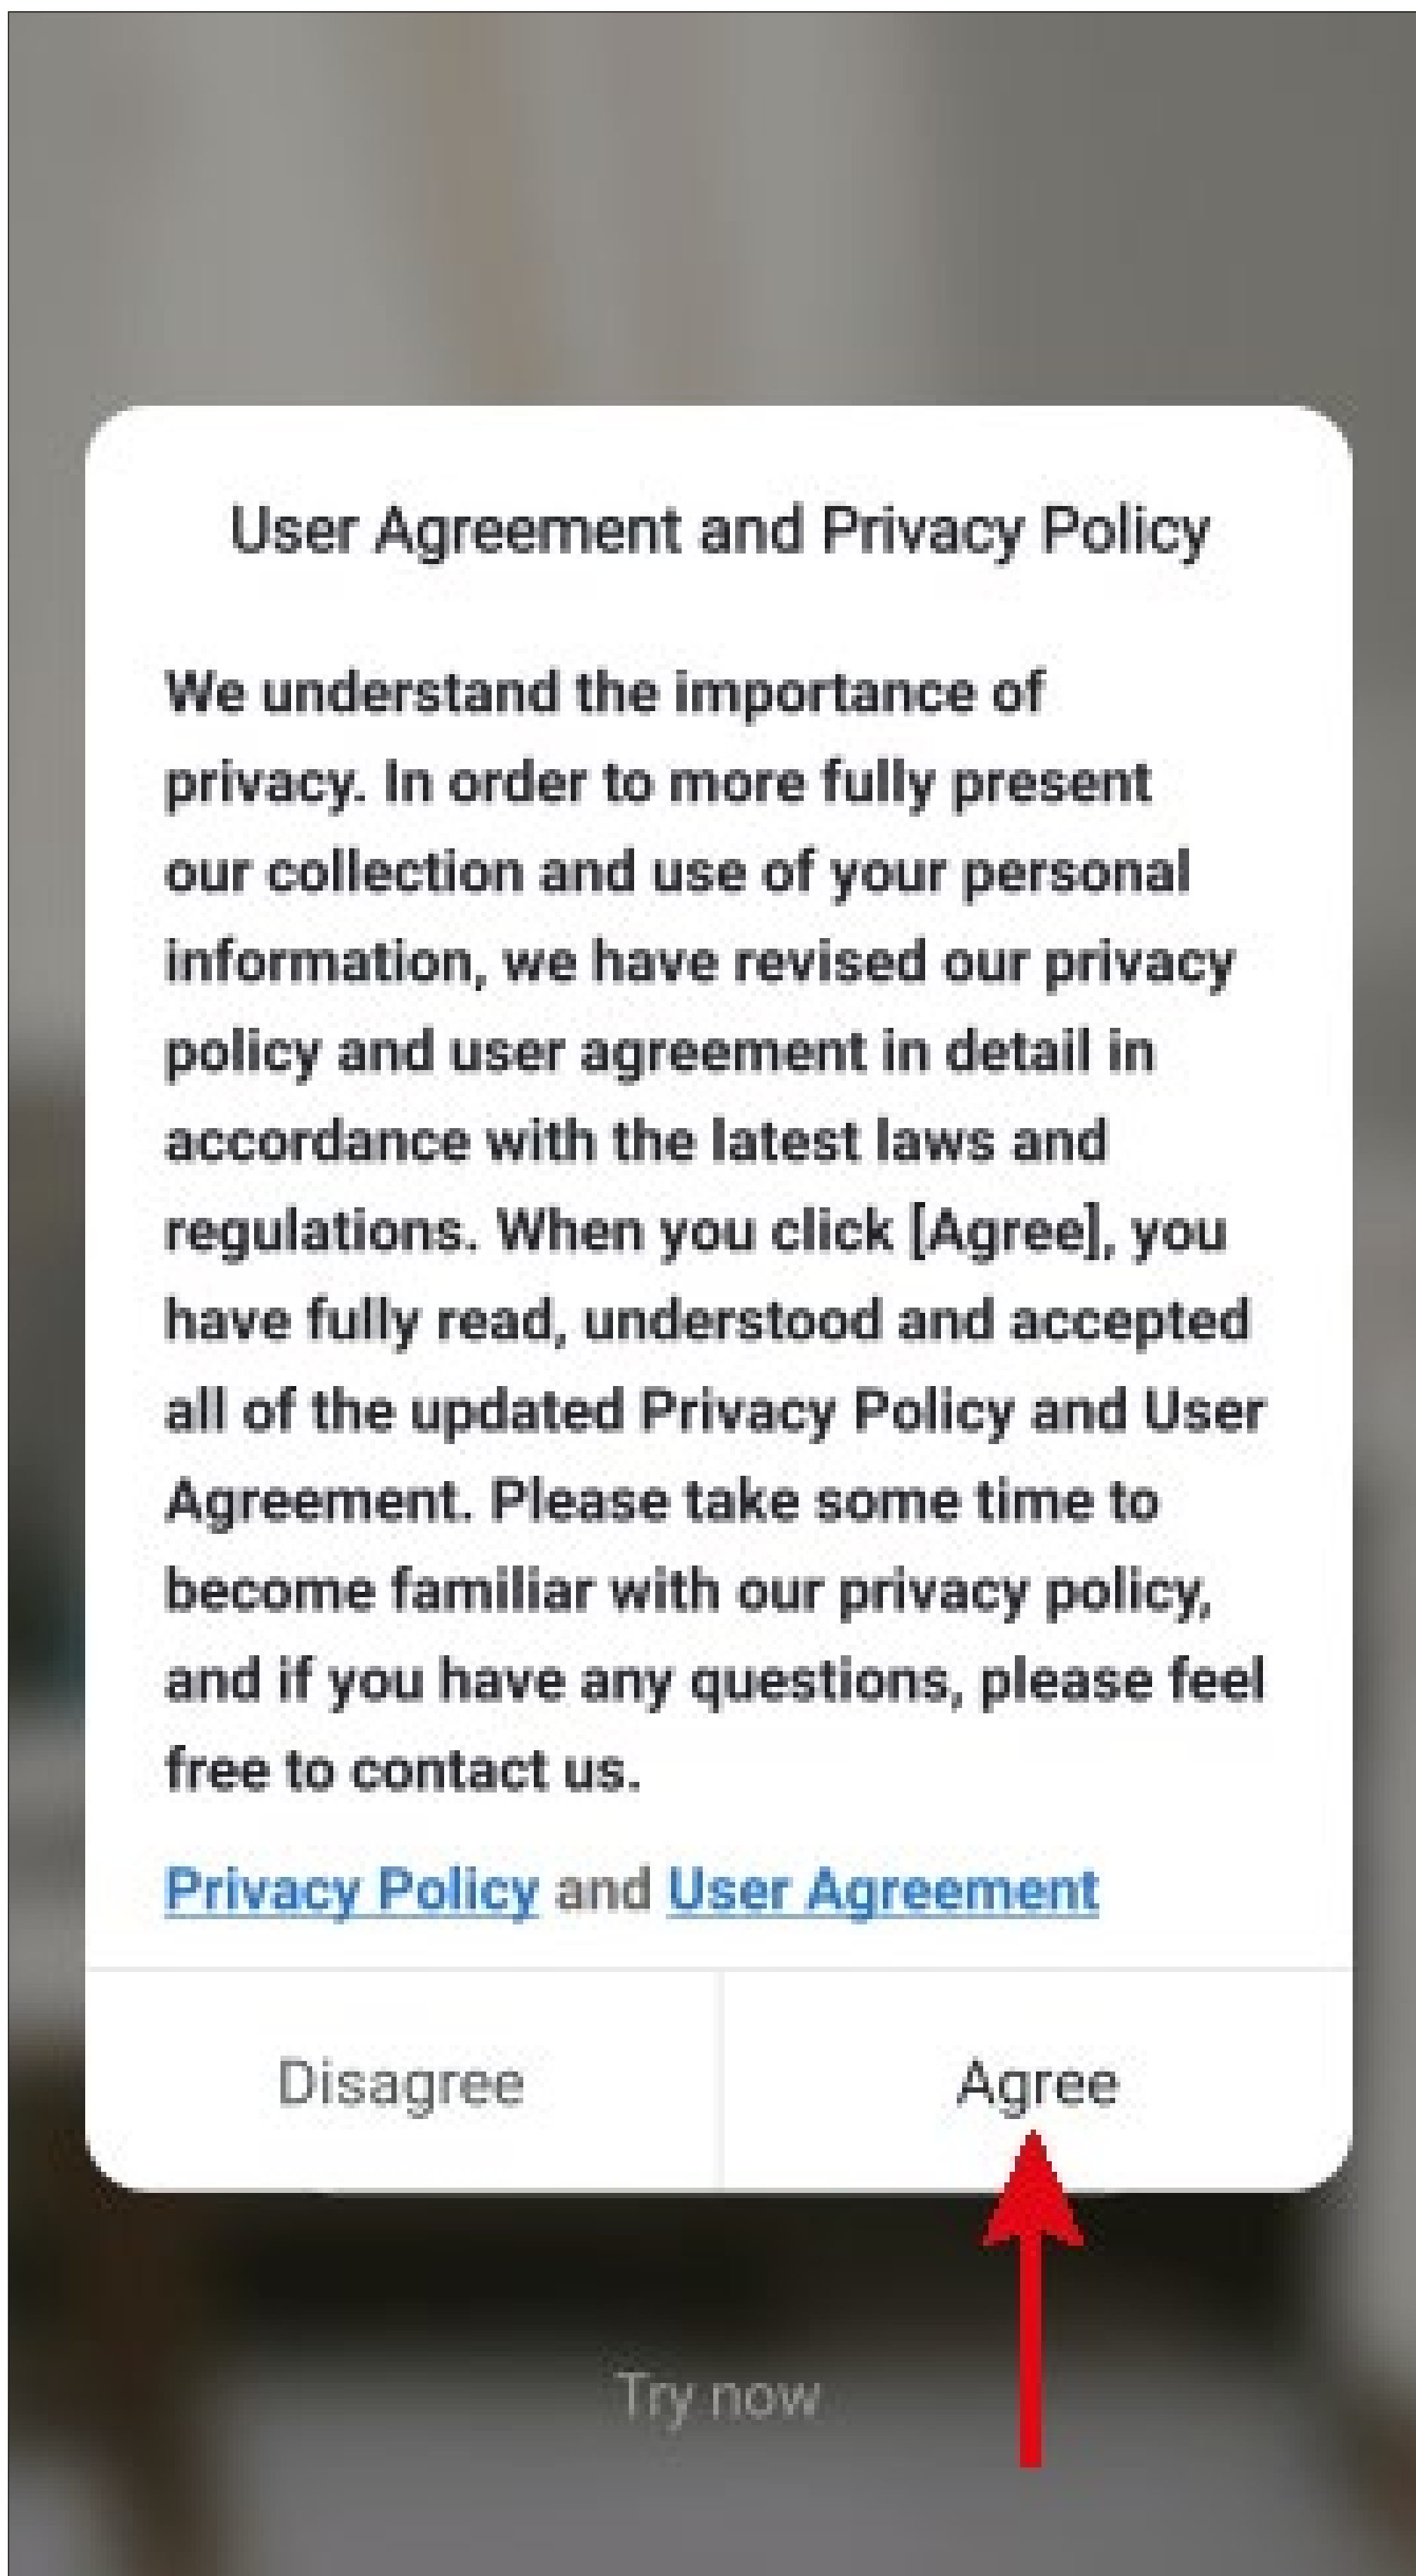 User Agreement and Privacy Policy
We understand the importance of
privacy. In order to more fully present
our collection and use of your personal
information, we have revised our privacy
policy and user agreement in detail in
accordance with the latest laws and
regulations. When you click [Agree], you
have fully read, understood and accepted
all of the updated Privacy Policy and User
Agreement. Please take some time to
become familiar with our privacy policy,
and if you have any questions, please feel
free to contact us.
Privacy Policy and User Agreement
Disagree
Agree
Try now